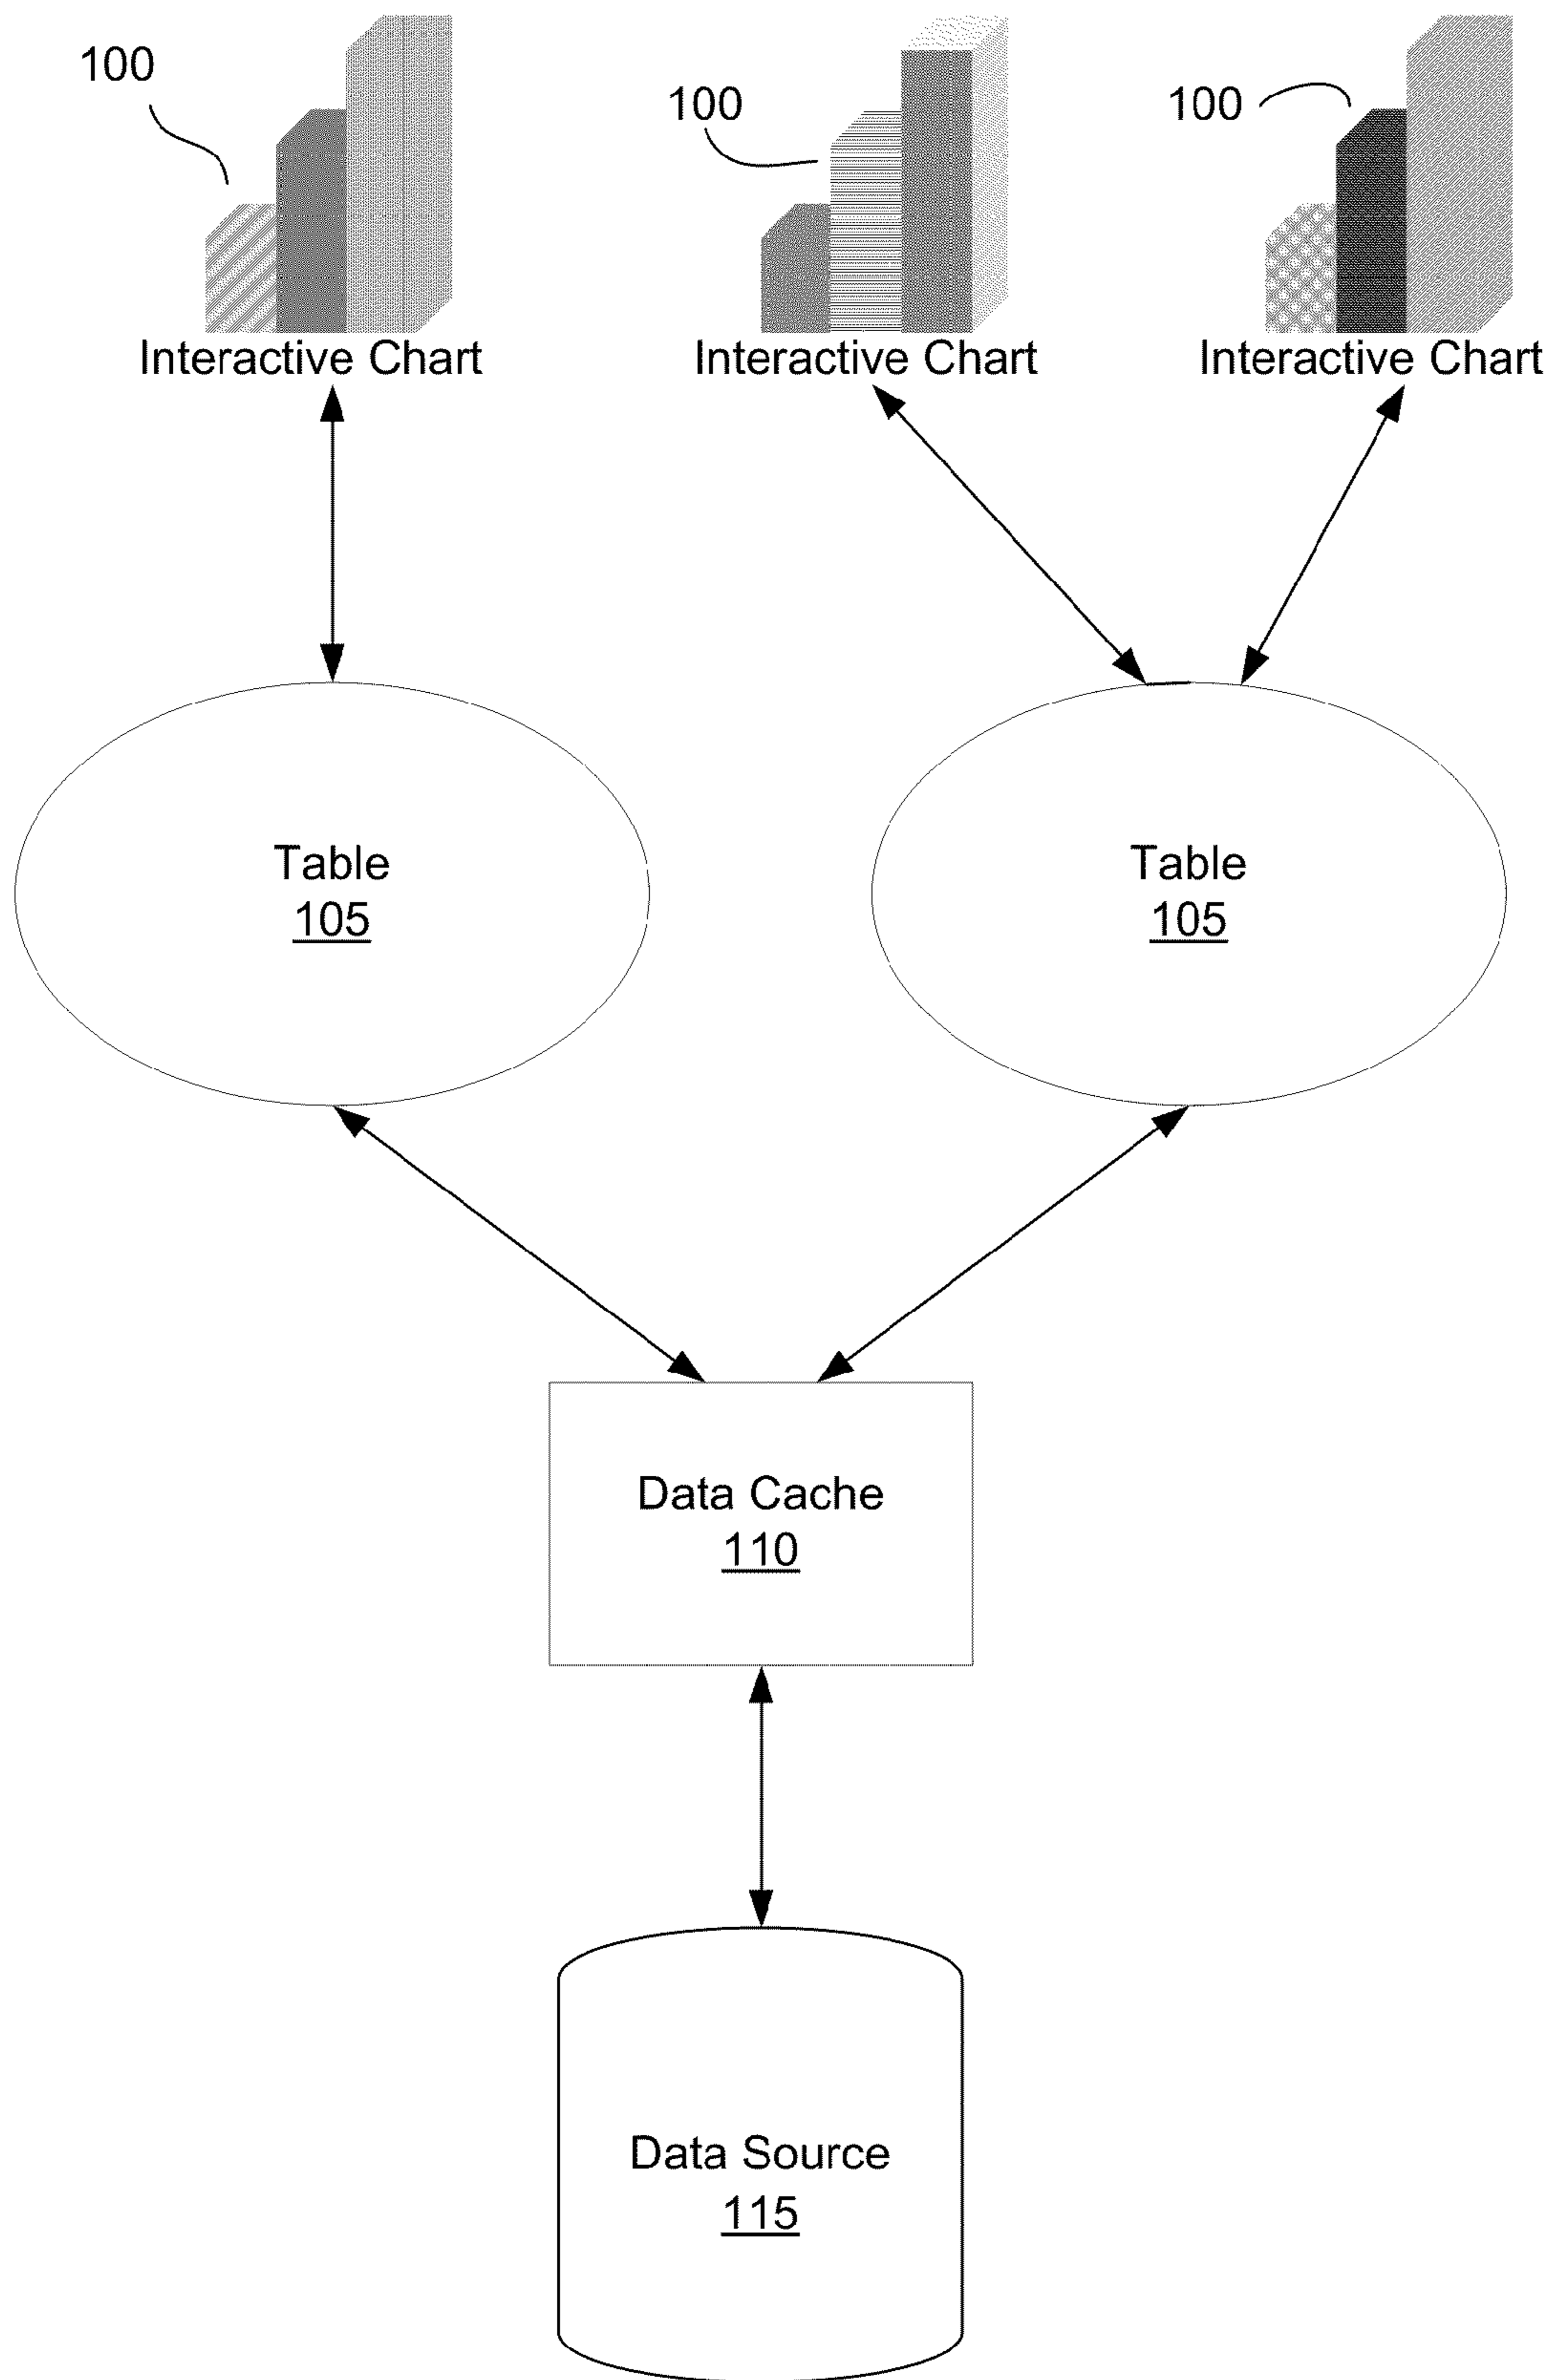 100
100
100
Interactive Chart
Interactive Chart
Interactive Chart
Table
105
Table
105
Data Cache
110
Data Source
115